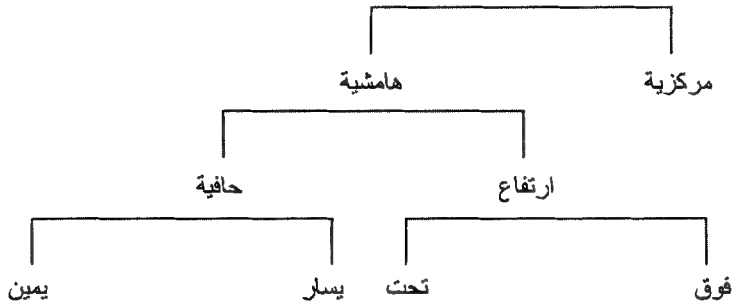 مركزية هامشية
ارتفاع حافية
فوق تحت يسار يمين